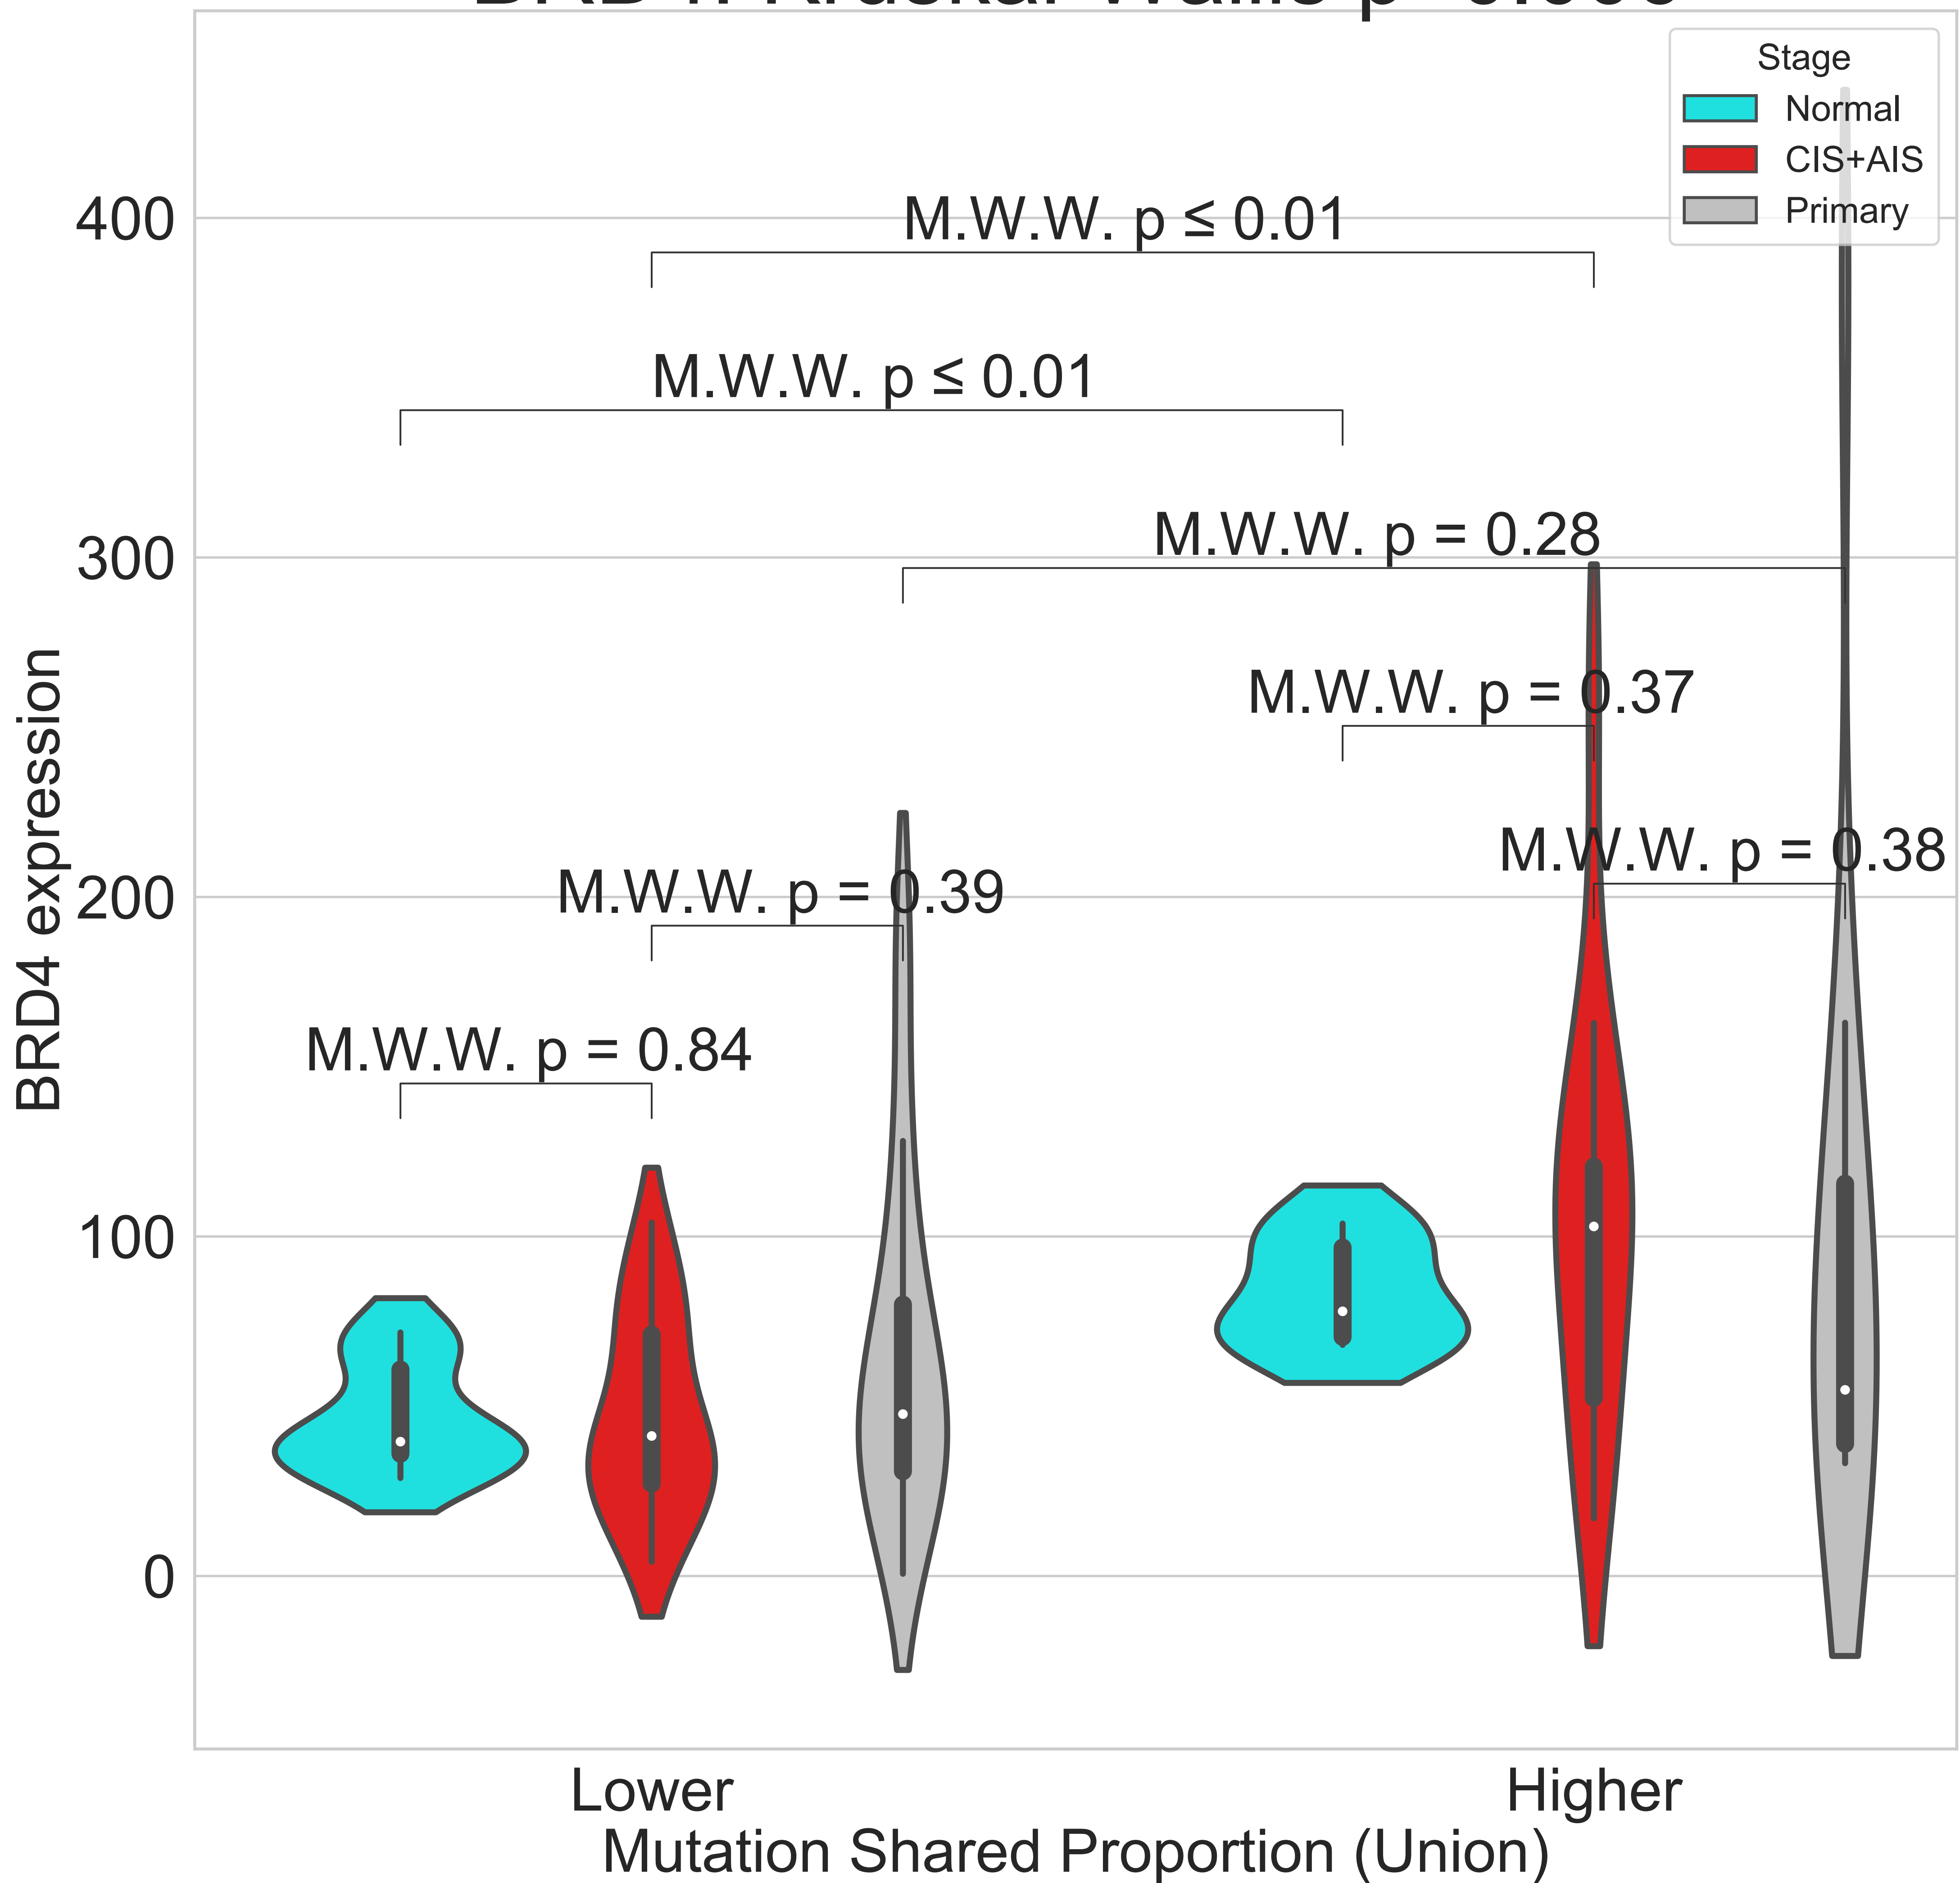 Stage
Normal
CIS+AIS
Primary
400
M.W.W. p ≤ 0.01
M.W.W. p ≤ 0.01
300
M.W.W. p = 0.28
M.W.W. p = 0.37
M.W.W. p = 0.38
200
M.W.W. p = 0.39
M.W.W. p = 0.84
100
0
BRD4 expression
Lower
Higher
Mutation Shared Proportion (Union)